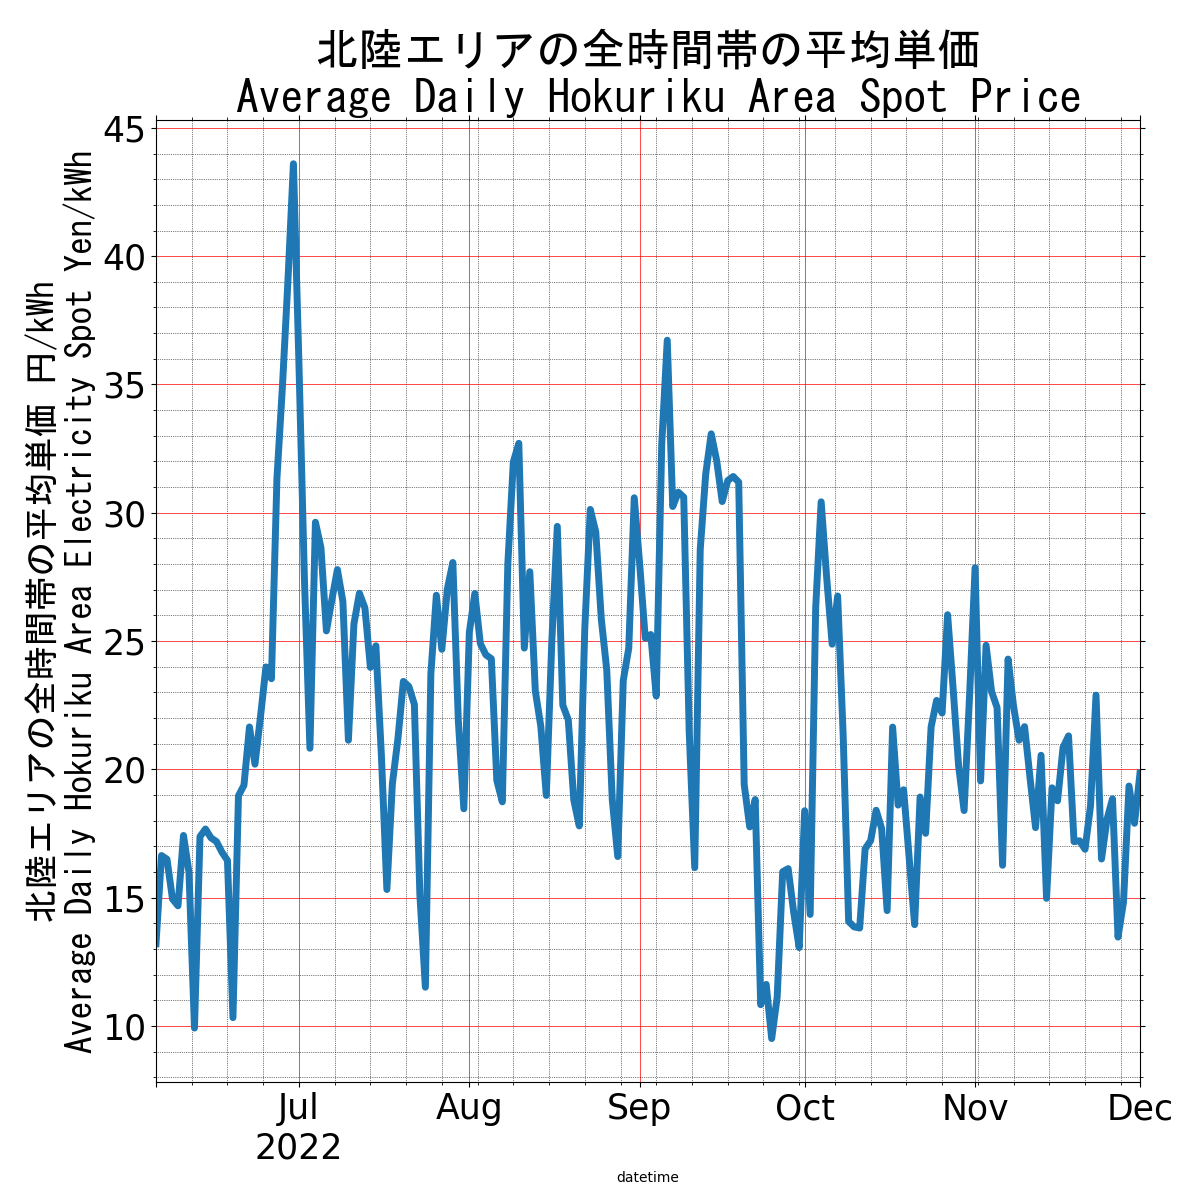 北陸エリアの全時間帯の平均単価
Average Daily Hokuriku Area Spot Price
北陸エリアの全時間帯の平均単価 円/kWh
Average Daily Hokuriku Area Electricity Spot Yen/kWh
45
40
35
30
25
20
15
10
Jul
2022
Aug
Sep
Oct
Nov
Dec
datetime